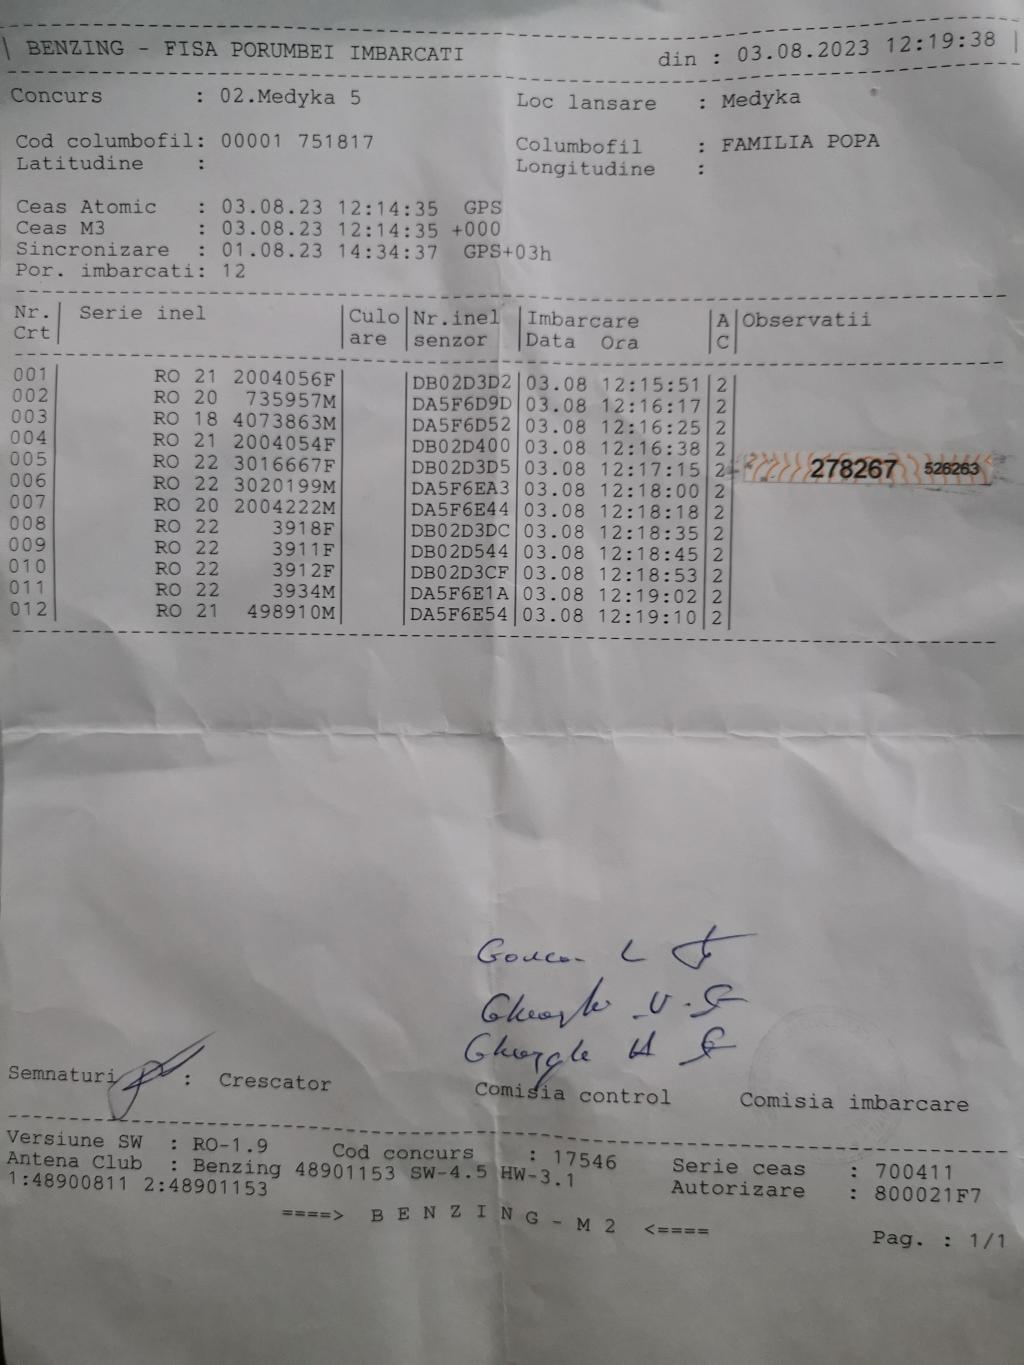 BENZING - FISA PORUMBEI IMBARCATI din : 03.08.2023 12:19:38
Concurs : 02.Medyka 5 Loc lansare : Medyka
Cod columbofil: 00001 751817 Columbofil : FAMILIA POPA
Latitudine : Longitudine :
Ceas Atomic : 03.08.23 12:14:35 GPS
Ceas M3 : 03.08.23 12:14:35 +000
Sincronizare : 01.08.23 14:34:37 GPS+03h
Por. imbarcati: 12
Nr. Serie inel Culo Nr.inel Imbarcare A Observatii
Crt are senzor Data Ora C
001 RO 21 2004056F DB02D3D2 03.08 12:15:51 2
002 RO 20 735957M DA5F6D9D 03.08 12:16:17 2
003 RO 18 4073863M DA5F6D52 03.08 12:16:25 2
004 RO 21 2004054F DB02D400 03.08 12:16:38 2
005 RO 22 3016667F DB02D3D5 03.08 12:17:15 2 278267 526263
006 RO 22 3020199M DA5F6EA3 03.08 12:18:00 2
007 RO 20 2004222M DA5F6E44 03.08 12:18:18 2
008 RO 22 3918F DB02D3DC 03.08 12:18:35 2
009 RO 22 3911F DB02D544 03.08 12:18:45 2
010 RO 22 3912F DB02D3CF 03.08 12:18:53 2
011 RO 22 3934M DA5F6E1A 03.08 12:19:02 2
012 RO 21 498910M DA5F6E54 03.08 12:19:10 2
Semnaturi : Crescator Comisia control Comisia imbarcare
Versiune SW : RO-1.9 Cod concurs : 17546 Serie ceas : 700411
Antena Club : Benzing 48901153 SW-4.5 HW-3.1 Autorizare : 800021F7
1:48900811 2:48901153
====> B E N Z I N G - M 2 <====
Pag. : 1/1